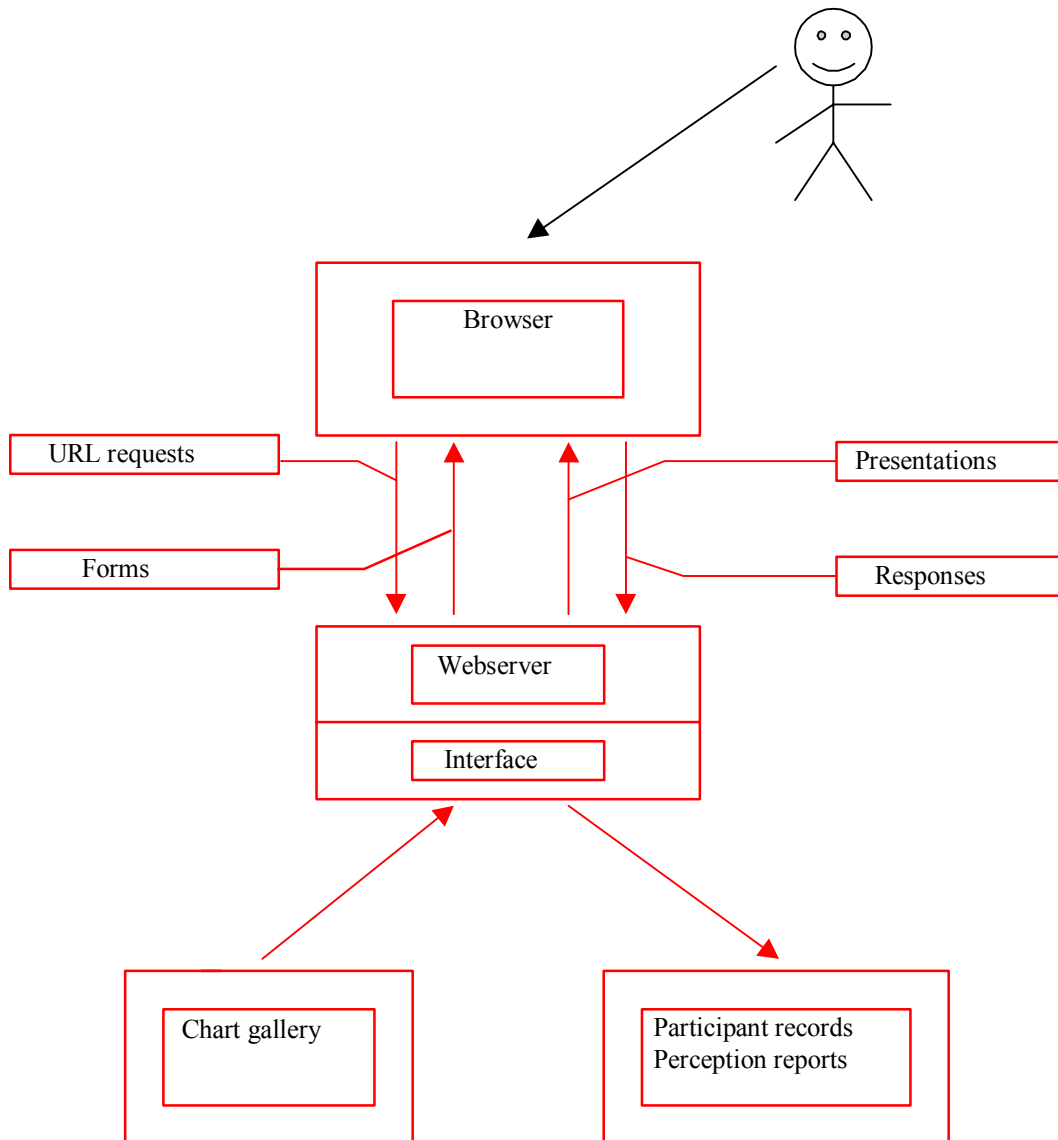 Browser
URL requests
Presentations
Forms
Responses
Webserver
Interface
Chart gallery
Participant records
Perception reports